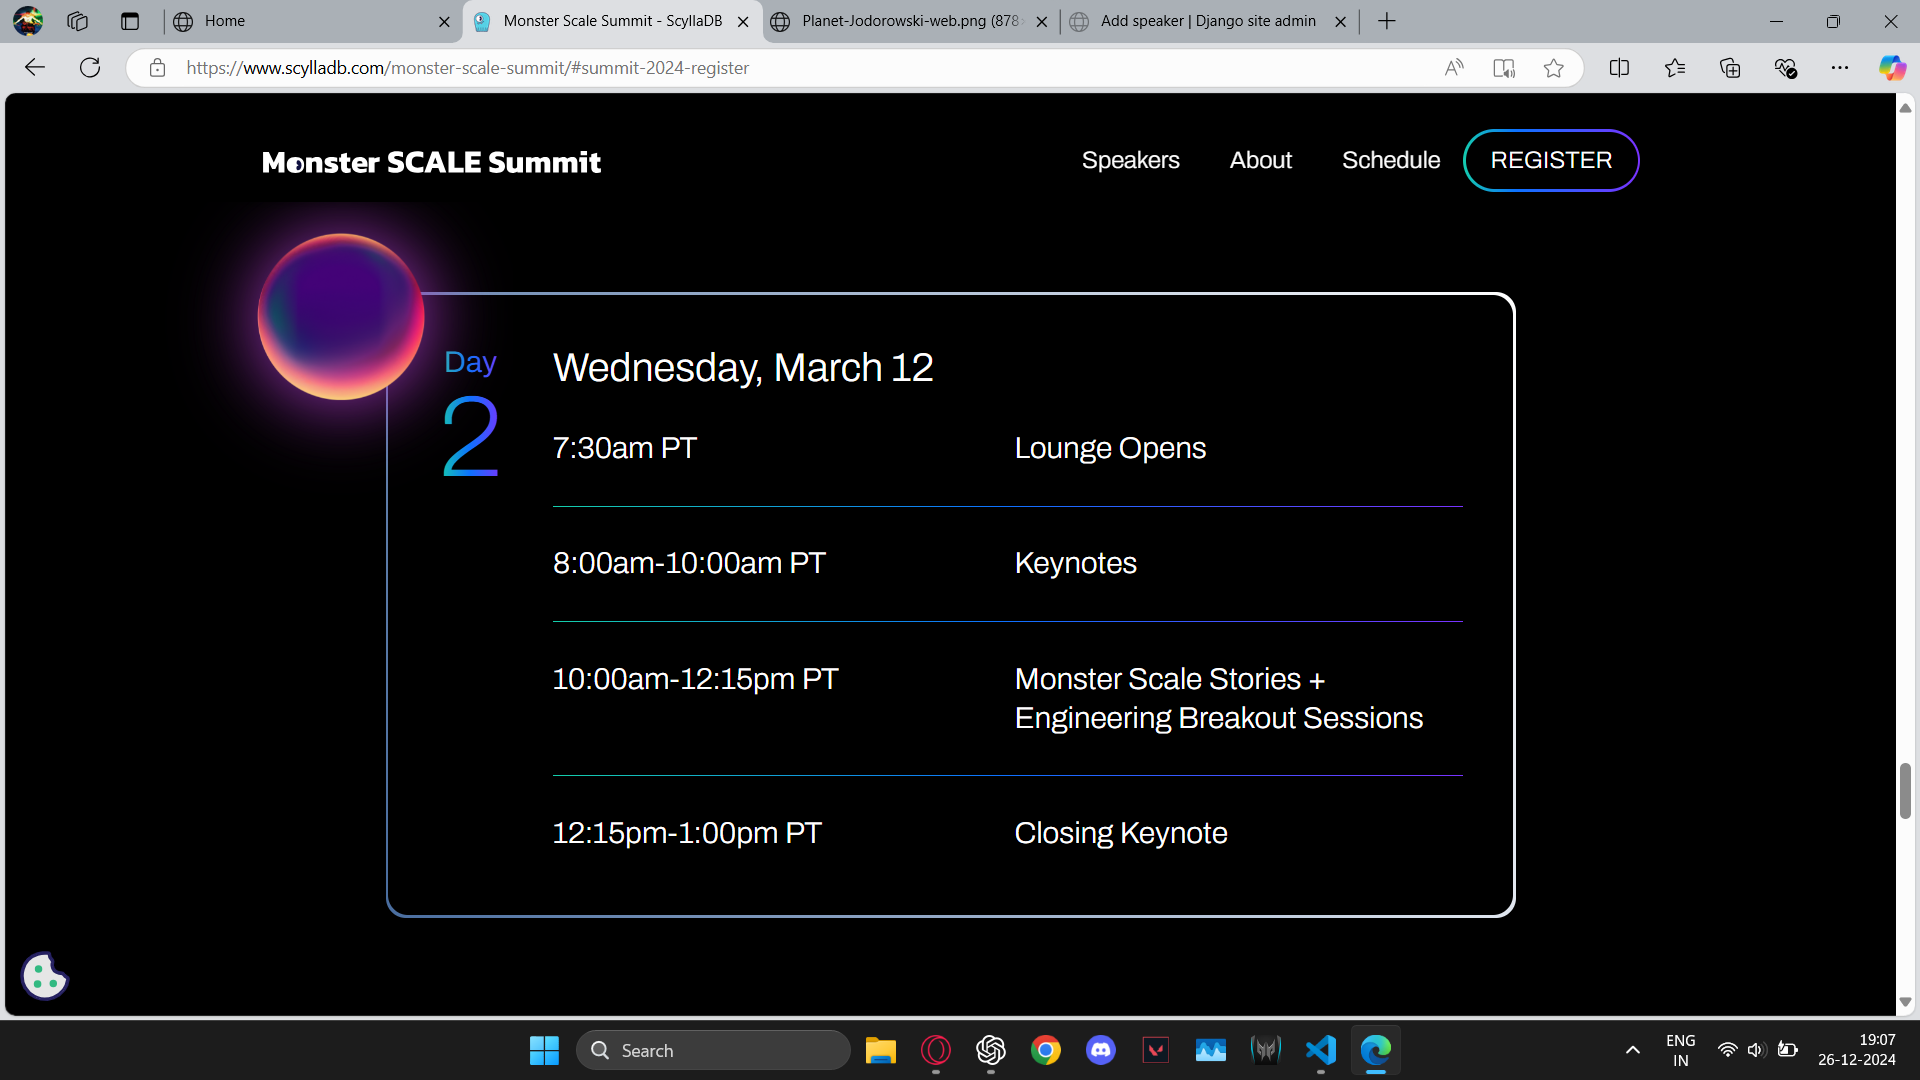 Home
Monster Scale Summit - ScyllaDB
Planet-Jodorowski-web.png (878
Add speaker | Django site admin
https://www.scylladb.com/monster-scale-summit/#summit-2024-register
Monster SCALE Summit
Speakers
About
Schedule
REGISTER
Day
2
Wednesday, March 12
7:30am PT
Lounge Opens
8:00am-10:00am PT
Keynotes
10:00am-12:15pm PT
Monster Scale Stories +
Engineering Breakout Sessions
12:15pm-1:00pm PT
Closing Keynote
Search
ENG
IN
19:07
26-12-2024